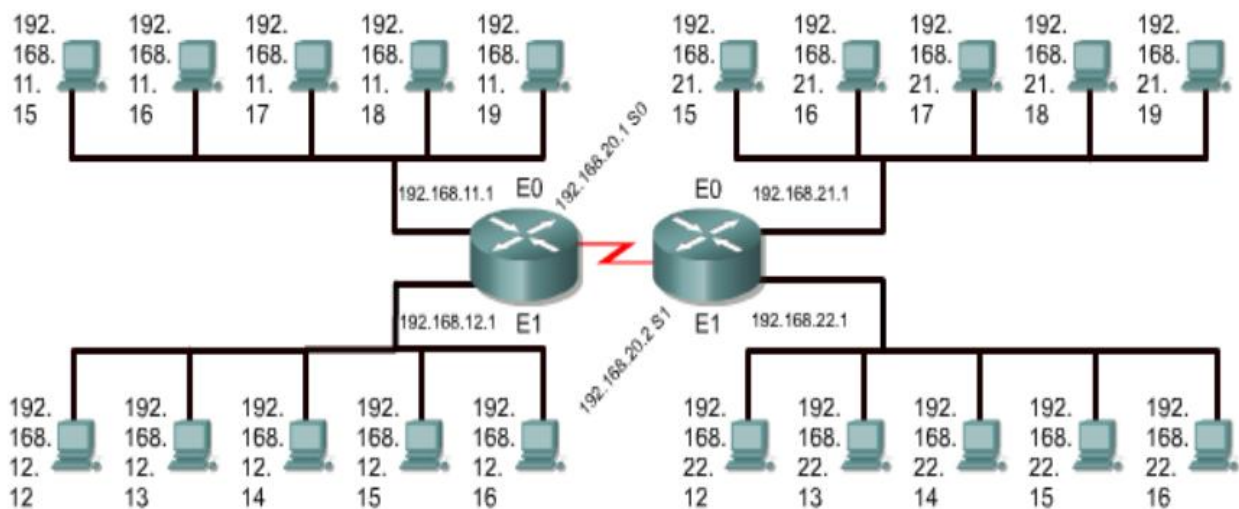 192. 192. 192. 192. 192. 192. 192. 192. 192. 192.
168. 168. 168. 168. 168. 168. 168. 168. 168. 168.
11. 11. 11. 11. 11. 21. 21. 21. 21. 21.
15 16 17 18 19 15 16 17 18 19
192.168.20.1 S0
192.168.11.1 E0 E0 192.168.21.1
192.168.12.1 E1 E1 192.168.22.1
192.168.20.2 S1
192. 192. 192. 192. 192. 192. 192. 192. 192. 192.
168. 168. 168. 168. 168. 168. 168. 168. 168. 168.
12. 12. 12. 12. 12. 22. 22. 22. 22. 22.
12 13 14 15 16 12 13 14 15 16